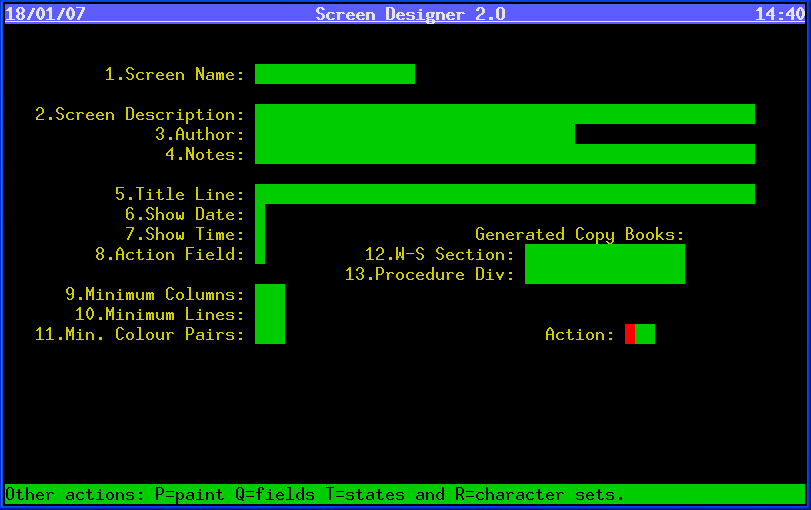 18/01/07 Screen Designer 2.0 14:40
1.Screen Name:
2.Screen Description:
3.Author:
4.Notes:
5.Title Line:
6.Show Date:
7.Show Time: Generated Copy Books:
8.Action Field: 12.W-S Section:
13.Procedure Div:
9.Minimum Columns:
10.Minimum Lines:
11.Min. Colour Pairs: Action:
Other actions: P=paint Q=fields T=states and R=character sets.